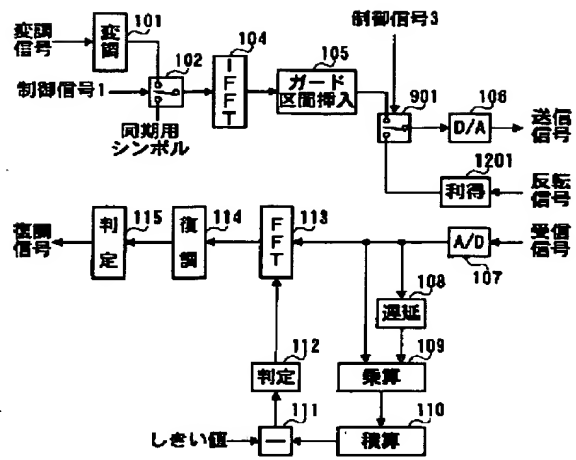 変調
信号
変調
101
制御信号1
102
同期用
シンボル
104
IFFT
105
ガード
区間挿入
制御信号3
901
106
D/A
送信
信号
1201
利得
反転
信号
復調
信号
115
判定
114
復調
113
FFT
A/D
107
受信
信号
108
遅延
109
乗算
112
判定
110
積算
111
しきい値
ー